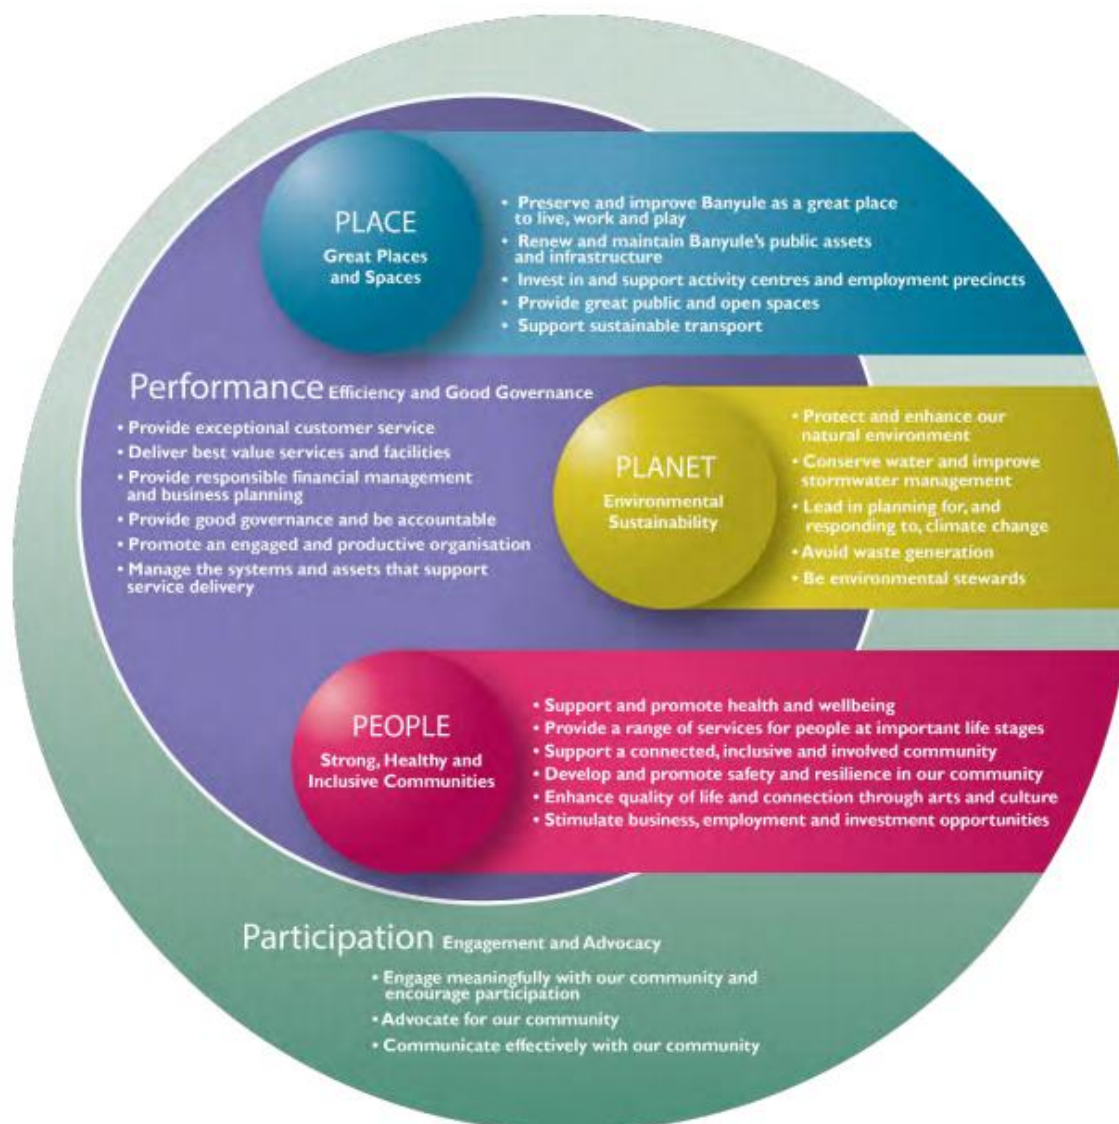 PLACE
Great Places
and Spaces
• Preserve and improve Banyule as a great place
to live, work and play
• Renew and maintain Banyule's public assets
and infrastructure
• Invest in and support activity centres and employment precincts
• Provide great public and open spaces
• Support sustainable transport
Performance Efficiency and Good Governance
• Provide exceptional customer service
• Deliver best value services and facilities
• Provide responsible financial management
and business planning
• Provide good governance and be accountable
• Promote an engaged and productive organisation
• Manage the systems and assets that support
service delivery
PLANET
Environmental
Sustainability
• Protect and enhance our
natural environment
• Conserve water and improve
stormwater management
• Lead in planning for, and
responding to, climate change
• Avoid waste generation
• Be environmental stewards
PEOPLE
Strong, Healthy and
Inclusive Communities
• Support and promote health and wellbeing
• Provide a range of services for people at important life stages
• Support a connected, inclusive and involved community
• Develop and promote safety and resilience in our community
• Enhance quality of life and connection through arts and culture
• Stimulate business, employment and investment opportunities
Participation Engagement and Advocacy
• Engage meaningfully with our community and
encourage participation
• Advocate for our community
• Communicate effectively with our community